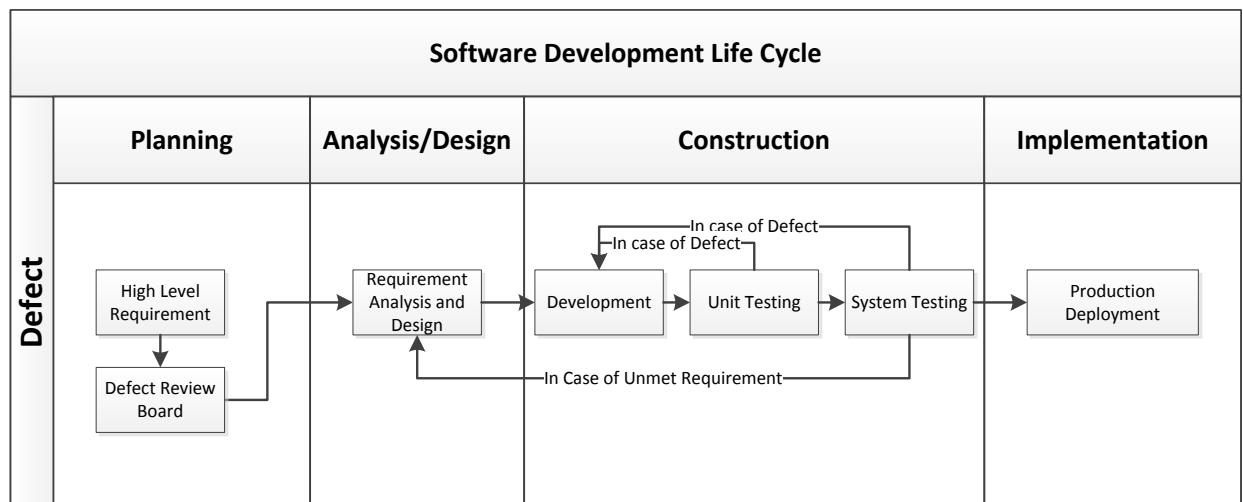 Software Development Life Cycle
Planning
Analysis/Design
Construction
Implementation
Defect
High Level
Requirement
Defect Review
Board
Requirement
Analysis and
Design
In case of Defect
In case of Defect
Development
Unit Testing
System Testing
In Case of Unmet Requirement
Production
Deployment